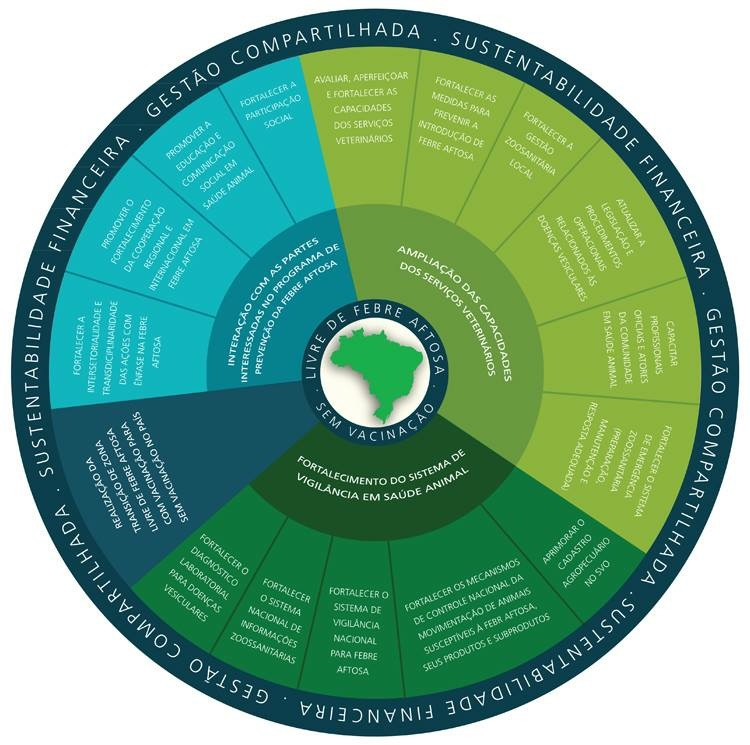 GESTÃO COMPARTILHADA . SUSTENTABILIDADE FINANCEIRA .
GESTÃO COMPARTILHADA . SUSTENTABILIDADE FINANCEIRA .
GESTÃO COMPARTILHADA . SUSTENTABILIDADE FINANCEIRA .
LIVRE DE FEBRE AFTOSA
. SEM VACINAÇÃO .
AMPLIAÇÃO DAS CAPACIDADES
DOS SERVIÇOS VETERINÁRIOS
AVALIAR, APERFEIÇOAR
E FORTALECER AS
CAPACIDADES
DOS SERVIÇOS
VETERINÁRIOS
FORTALECER AS
MEDIDAS PARA
PREVENIR A
INTRODUÇÃO DE
FEBRE AFTOSA
FORTALECER A
GESTÃO
ZOOSANITÁRIA
LOCAL
ATUALIZAR A
LEGISLAÇÃO E
PROCEDIMENTOS
OPERACIONAIS
RELACIONADOS ÀS
DOENÇAS VESICULARES
CAPACITAR
PROFISSIONAIS
OFICIAIS E ATORES
DA COMUNIDADE
EM SAÚDE ANIMAL
FORTALECER O SISTEMA
DE EMERGÊNCIA
ZOOSSANITÁRIA
(PREPARAÇÃO,
MANUTENÇÃO E
RESPOSTA ADEQUADA)
FORTALECIMENTO DO SISTEMA DE
VIGILÂNCIA EM SAÚDE ANIMAL
APRIMORAR O
CADASTRO
AGROPECUÁRIO
NO SVO
FORTALECER OS MECANISMOS
DE CONTROLE NACIONAL DA
MOVIMENTAÇÃO DE ANIMAIS
SUSCEPTÍVEIS À FEBR AFTOSA,
SEUS PRODUTOS E SUBPRODUTOS
FORTALECER O
SISTEMA DE
VIGILÂNCIA
NACIONAL
PARA FEBRE
AFTOSA
FORTALECER
O SISTEMA
NACIONAL DE
INFORMAÇÕES
ZOOSSANITÁRIAS
FORTALECER O
DIAGNÓSTICO
LABORATORIAL
PARA DOENÇAS
VESICULARES
REALIZAÇÃO DA
TRANSIÇÃO DE ZONA
LIVRE DE FEBRE AFTOSA
COM VACINAÇÃO PARA
SEM VACINAÇÃO NO PAÍS
INTERAÇÃO COM AS PARTES
INTERESSADAS NO PROGRAMA DE
PREVENÇÃO DA FEBRE AFTOSA
FORTALECER A
INTERSETORIALIDADE E
TRANSDICIPLINARIDADE
DAS AÇÕES COM
ÊNFASE NA FEBRE
AFTOSA
PROMOVER O
FORTALECIMENTO
DA COOPERAÇÃO
REGIONAL E
INTERNACIONAL EM
FEBRE AFTOSA
PROMOVER A
EDUCAÇÃO E
COMUNICAÇÃO
SOCIAL EM
SAÚDE ANIMAL
FORTALECER A
PARTICIPAÇÃO
SOCIAL